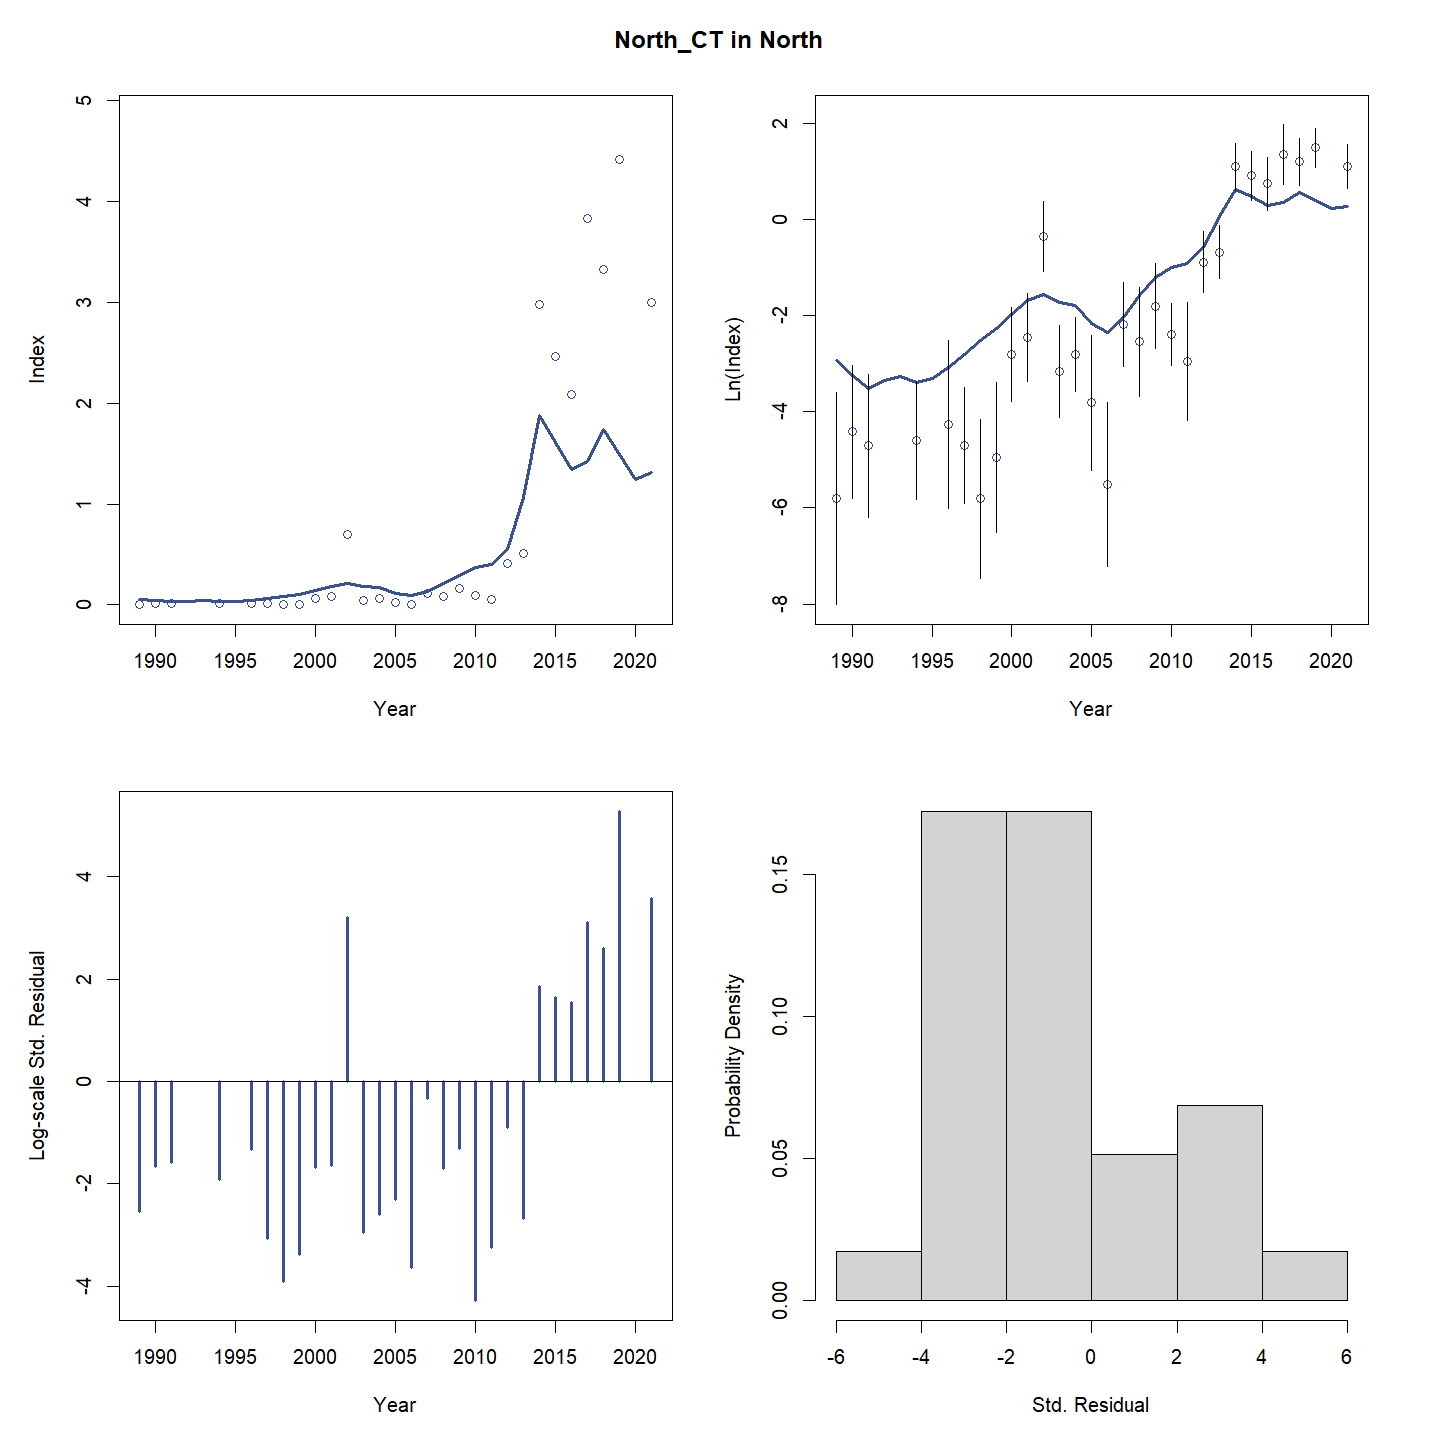 North_CT in North
Index
5
4
3
2
1
0
1990 1995 2000 2005 2010 2015 2020
Year
Ln(Index)
2
0
-2
-4
-6
-8
1990 1995 2000 2005 2010 2015 2020
Year
Log-scale Std. Residual
4
2
0
-2
-4
1990 1995 2000 2005 2010 2015 2020
Year
Probability Density
0.15
0.10
0.05
0.00
-6 -4 -2 0 2 4 6
Std. Residual